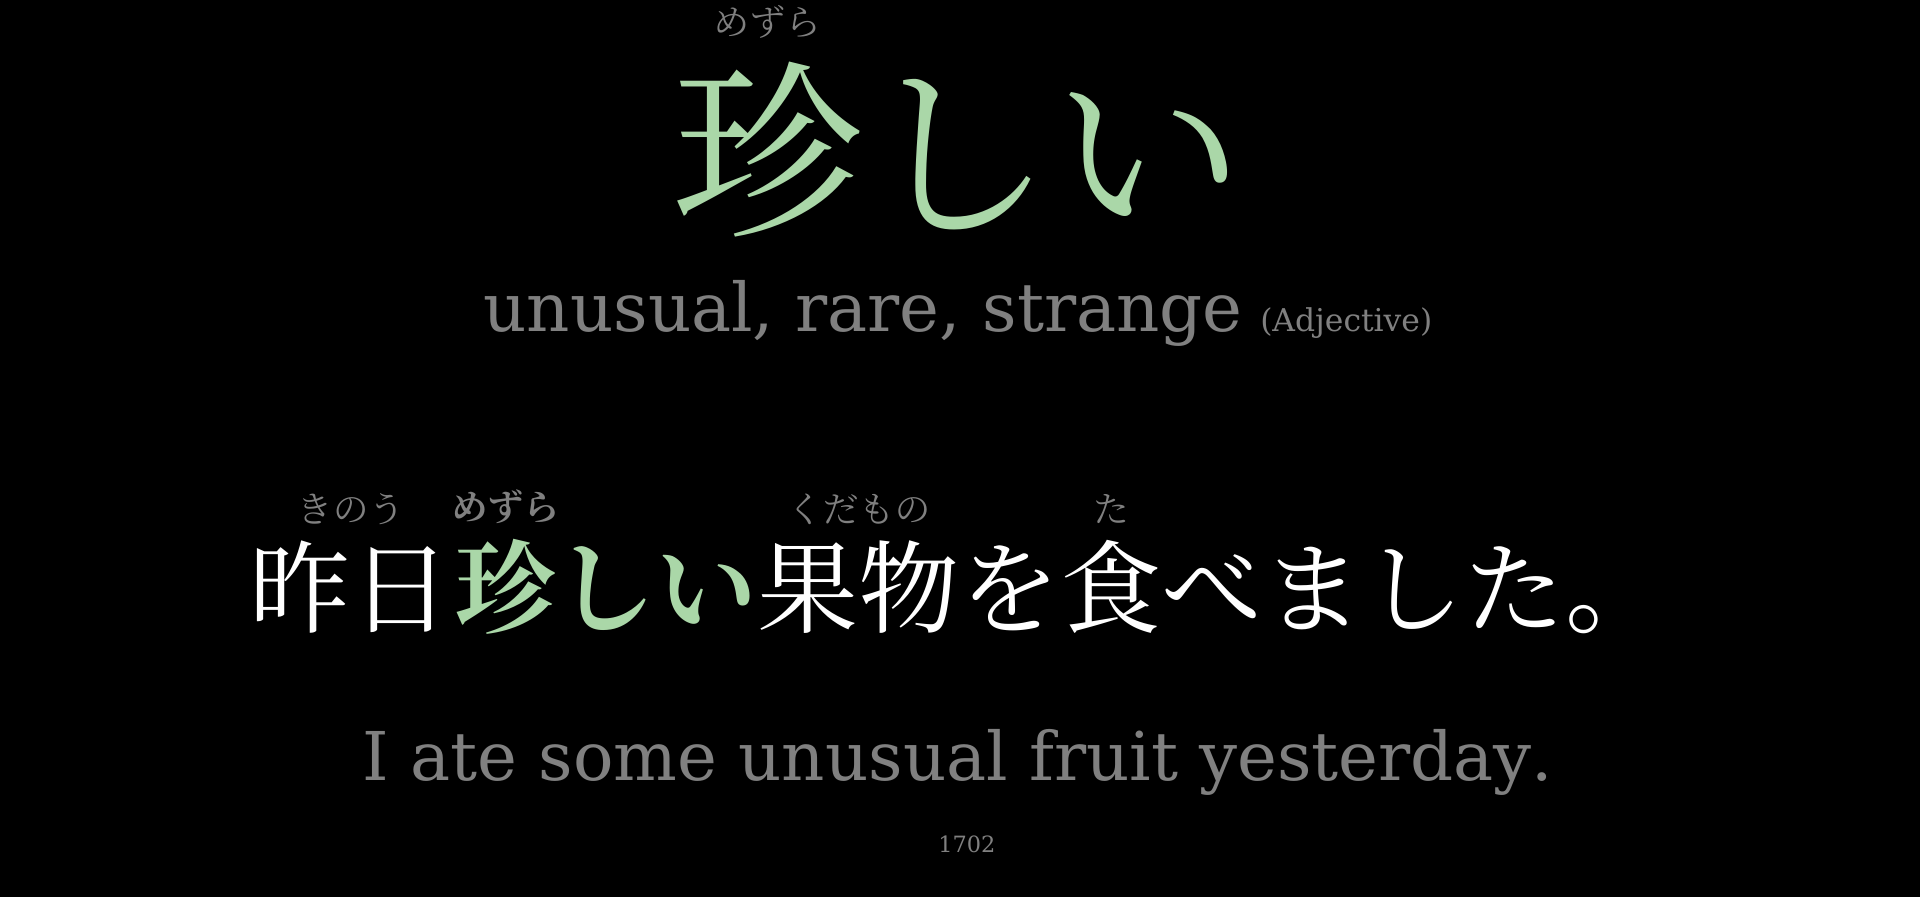 めずら
珍しい
unusual, rare, strange (Adjective)
きのう めずら くだもの た
昨日珍しい果物を食べました。
I ate some unusual fruit yesterday.
1702